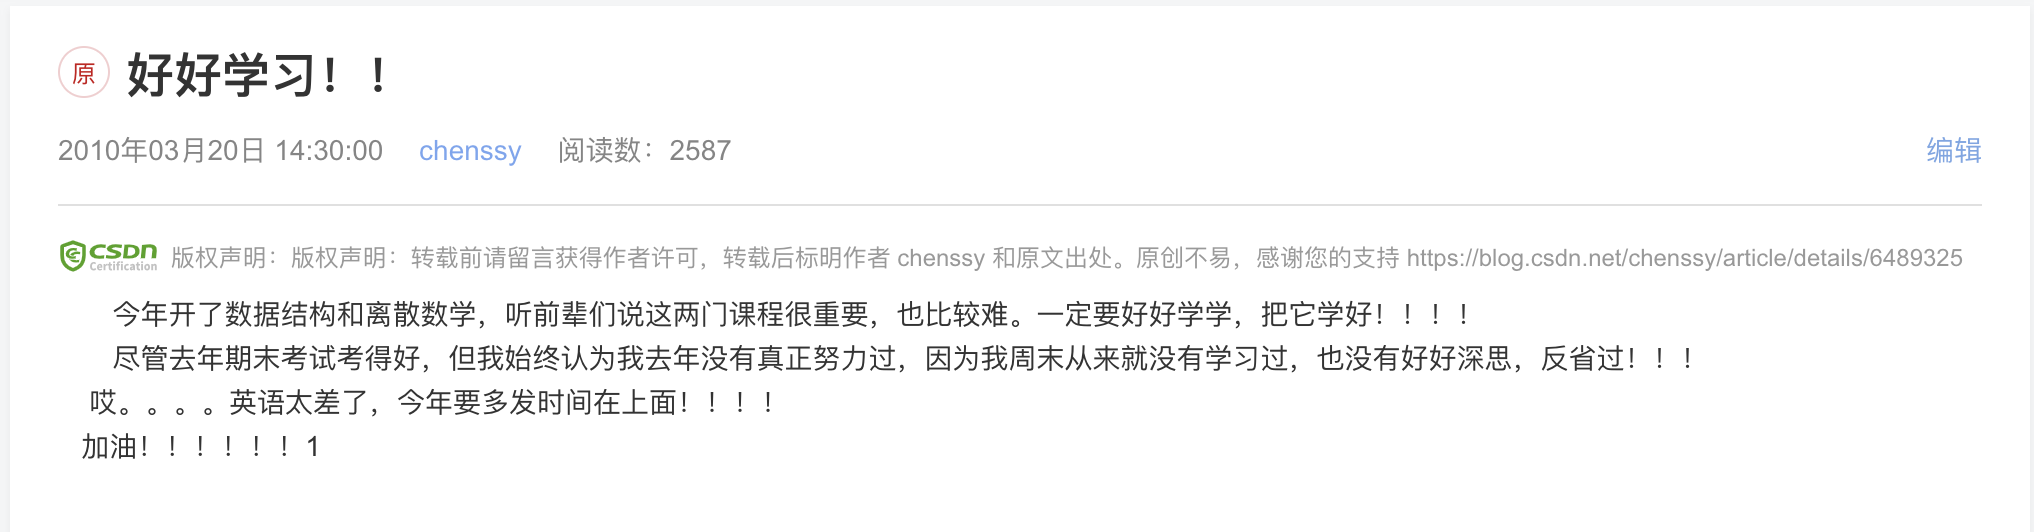 原 好好学习！！
2010年03月20日 14:30:00 chenssy 阅读数：2587 编辑
CSDN Certification 版权声明：版权声明：转载前请留言获得作者许可，转载后标明作者 chenssy 和原文出处。原创不易，感谢您的支持 https://blog.csdn.net/chenssy/article/details/6489325
今年开了数据结构和离散数学，听前辈们说这两门课程很重要，也比较难。一定要好好学学，把它学好！！！！
尽管去年期末考试考得好，但我始终认为我去年没有真正努力过，因为我周末从来就没有学习过，也没有好好深思，反省过！！！
哎。。。。英语太差了，今年要多发时间在上面！！！！
加油！！！！！！1